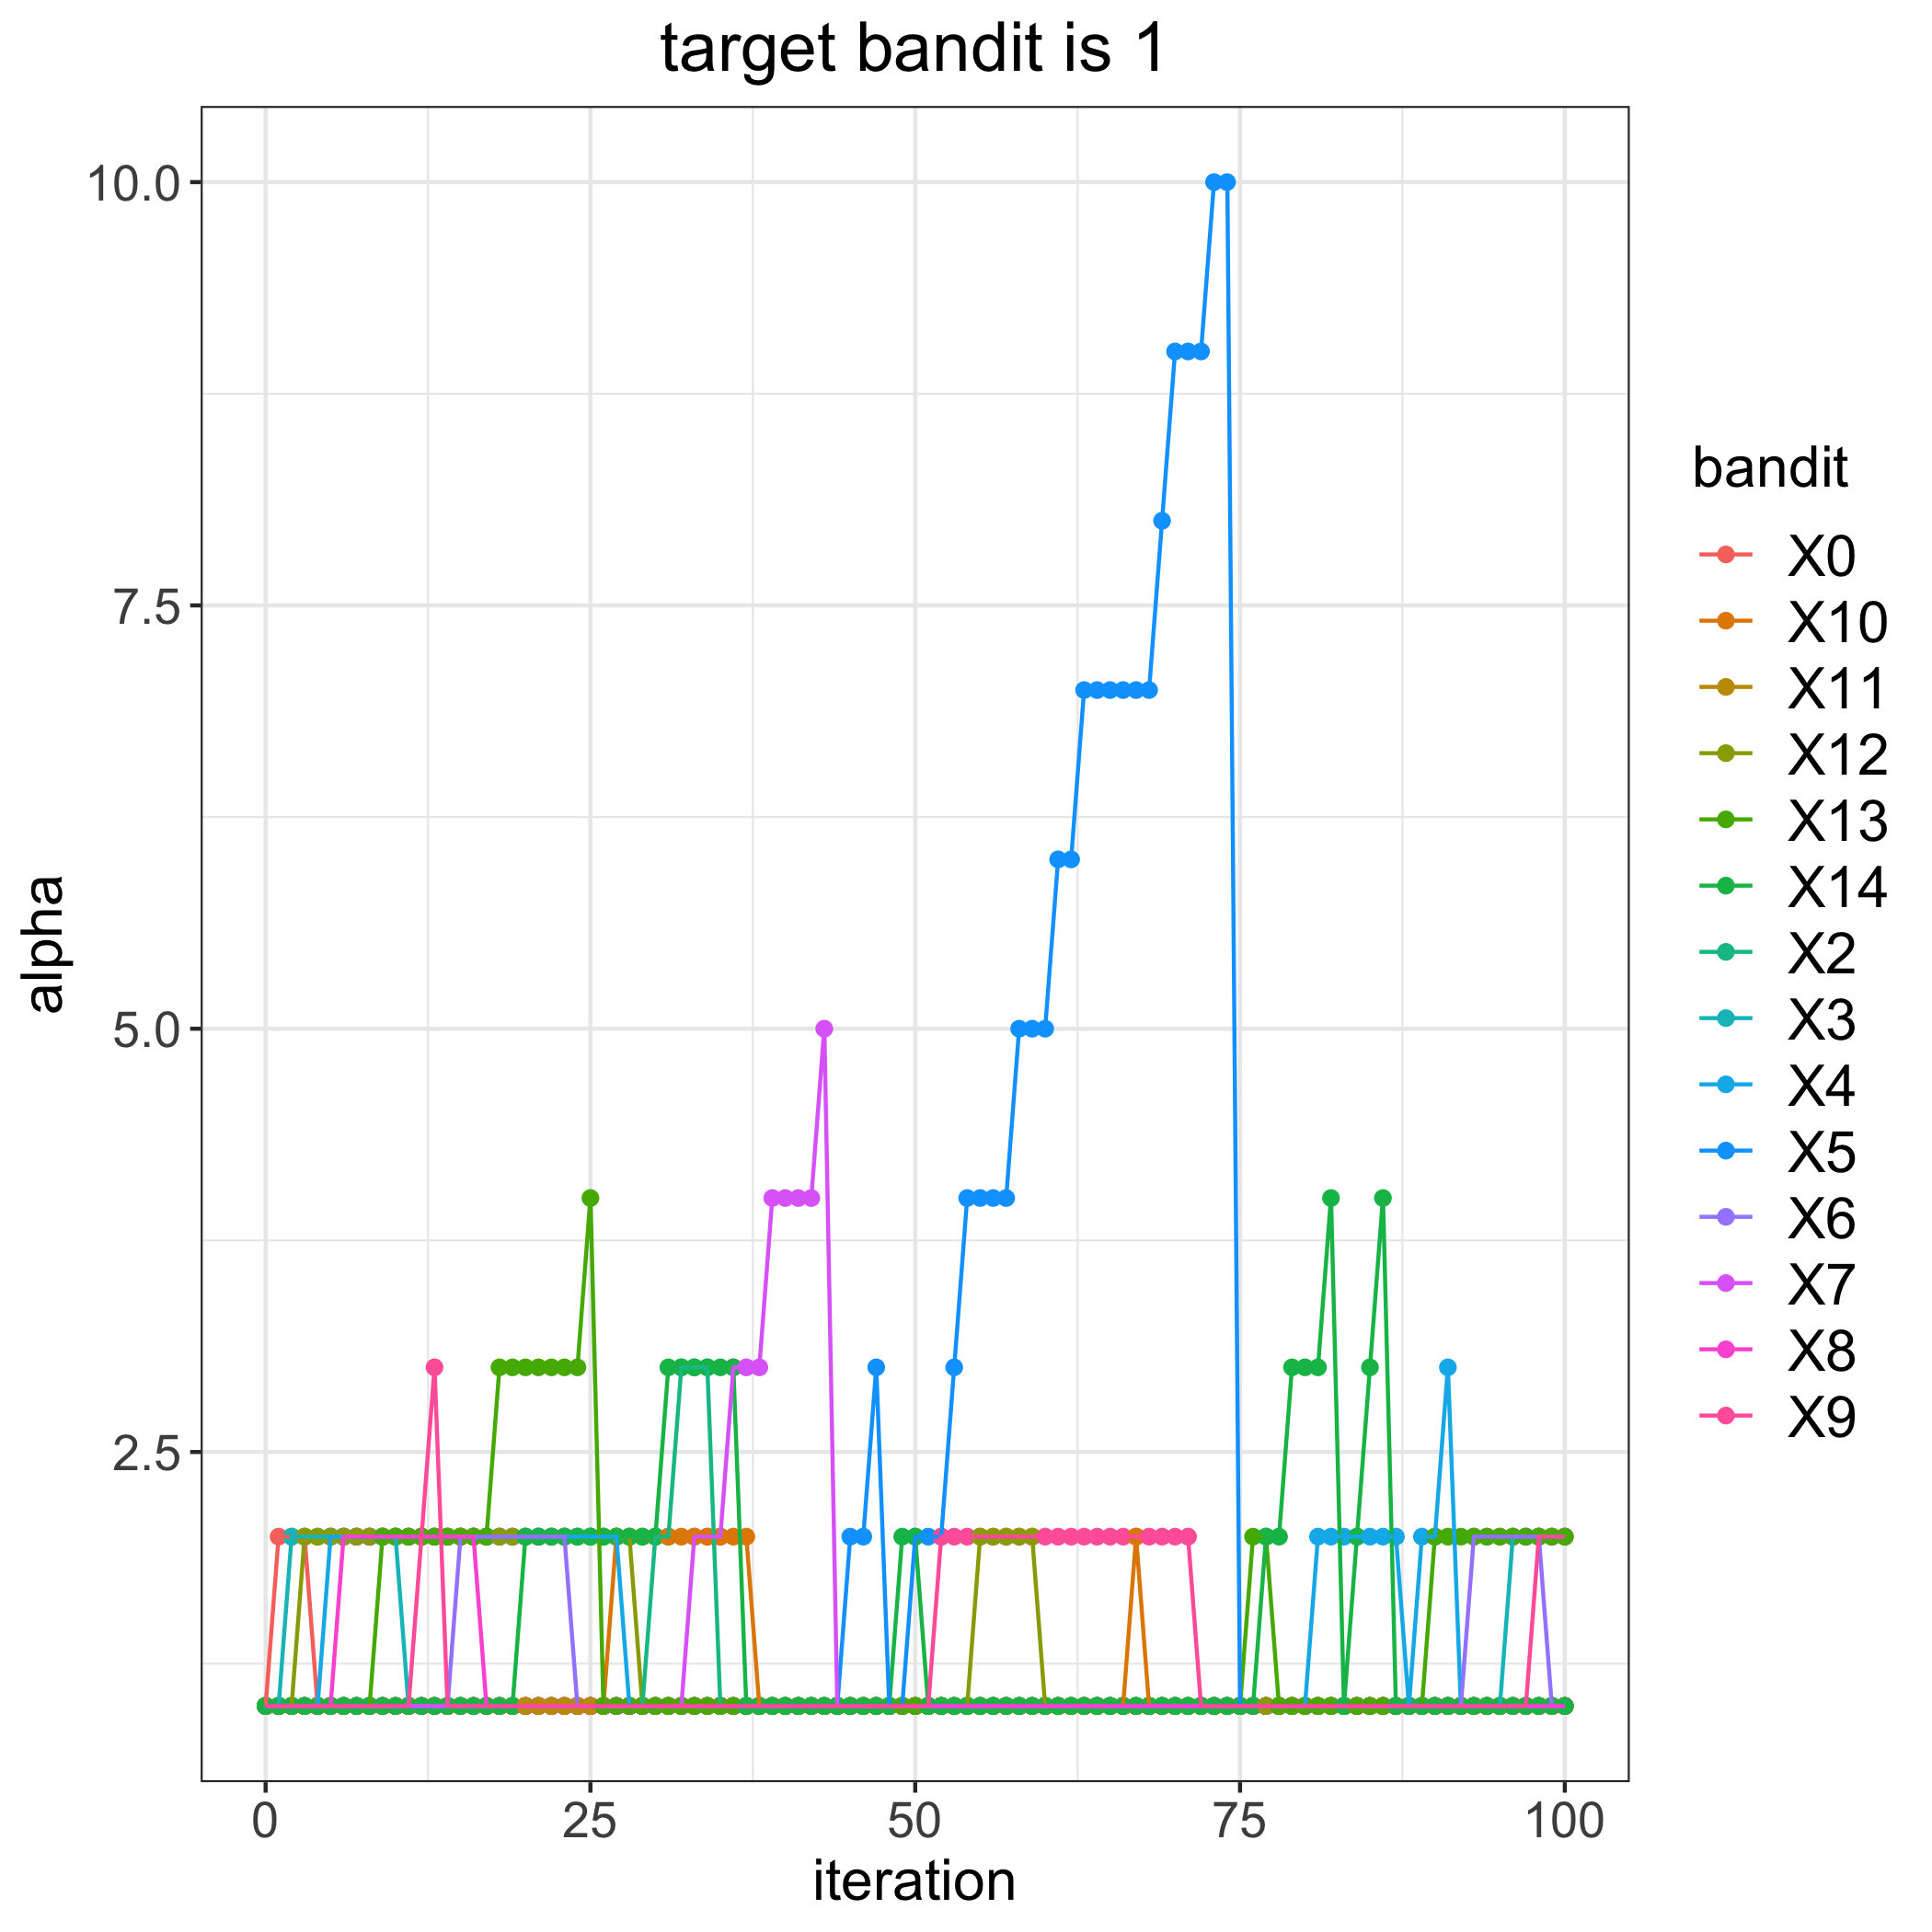 target bandit is 1
10.0
7.5
5.0
2.5
alpha
0
25
50
75
100
iteration
bandit
X0
X10
X11
X12
X13
X14
X2
X3
X4
X5
X6
X7
X8
X9